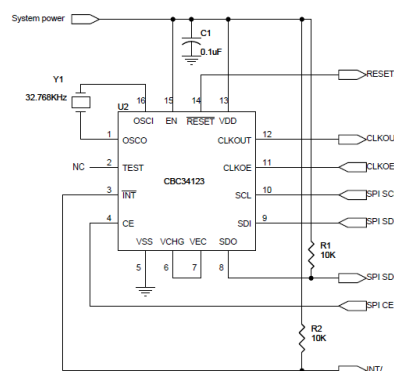 System power
C1
0.1uF
Y1
32.768KHz
U2
16
15
14
13
OSCI
EN
RESET
VDD
RESET
1
OSCO
CLKOUT
12
CLKOU
NC
2
TEST
CLKOE
11
CLKOE
CBC34123
3
INT
SCL
10
SPI SC
4
CE
SDI
9
SPI SD
VSS
VCHG
VEC
SDO
R1
10K
5
6
7
8
SPI SD
SPI CE
R2
10K
INT/